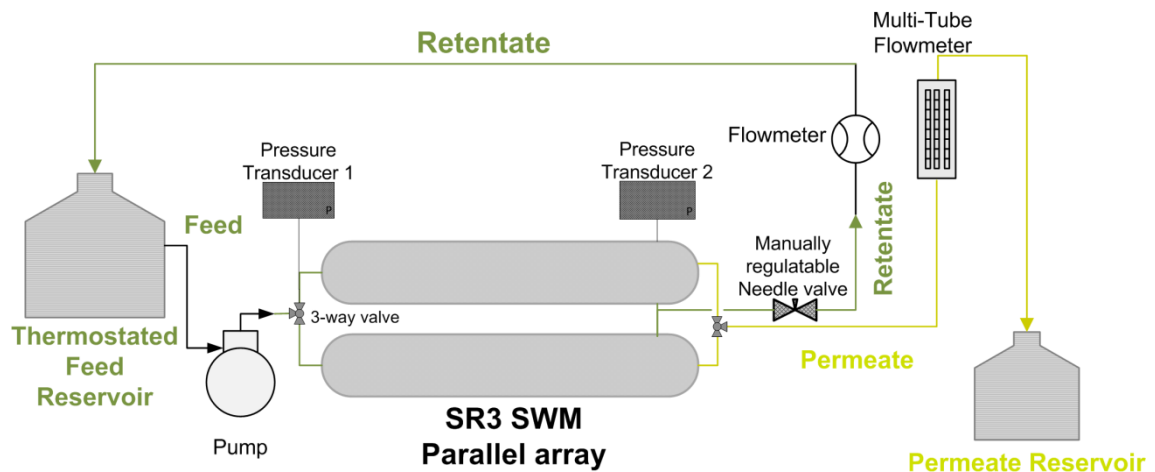 Retentate
Multi-Tube
Flowmeter
Flowmeter
Pressure
Transducer 1
Pressure
Transducer 2
P
P
Feed
Manually
regulatable
Needle valve
Retentate
3-way valve
Thermostated
Feed
Reservoir
Permeate
Pump
SR3 SWM
Parallel array
Permeate Reservoir